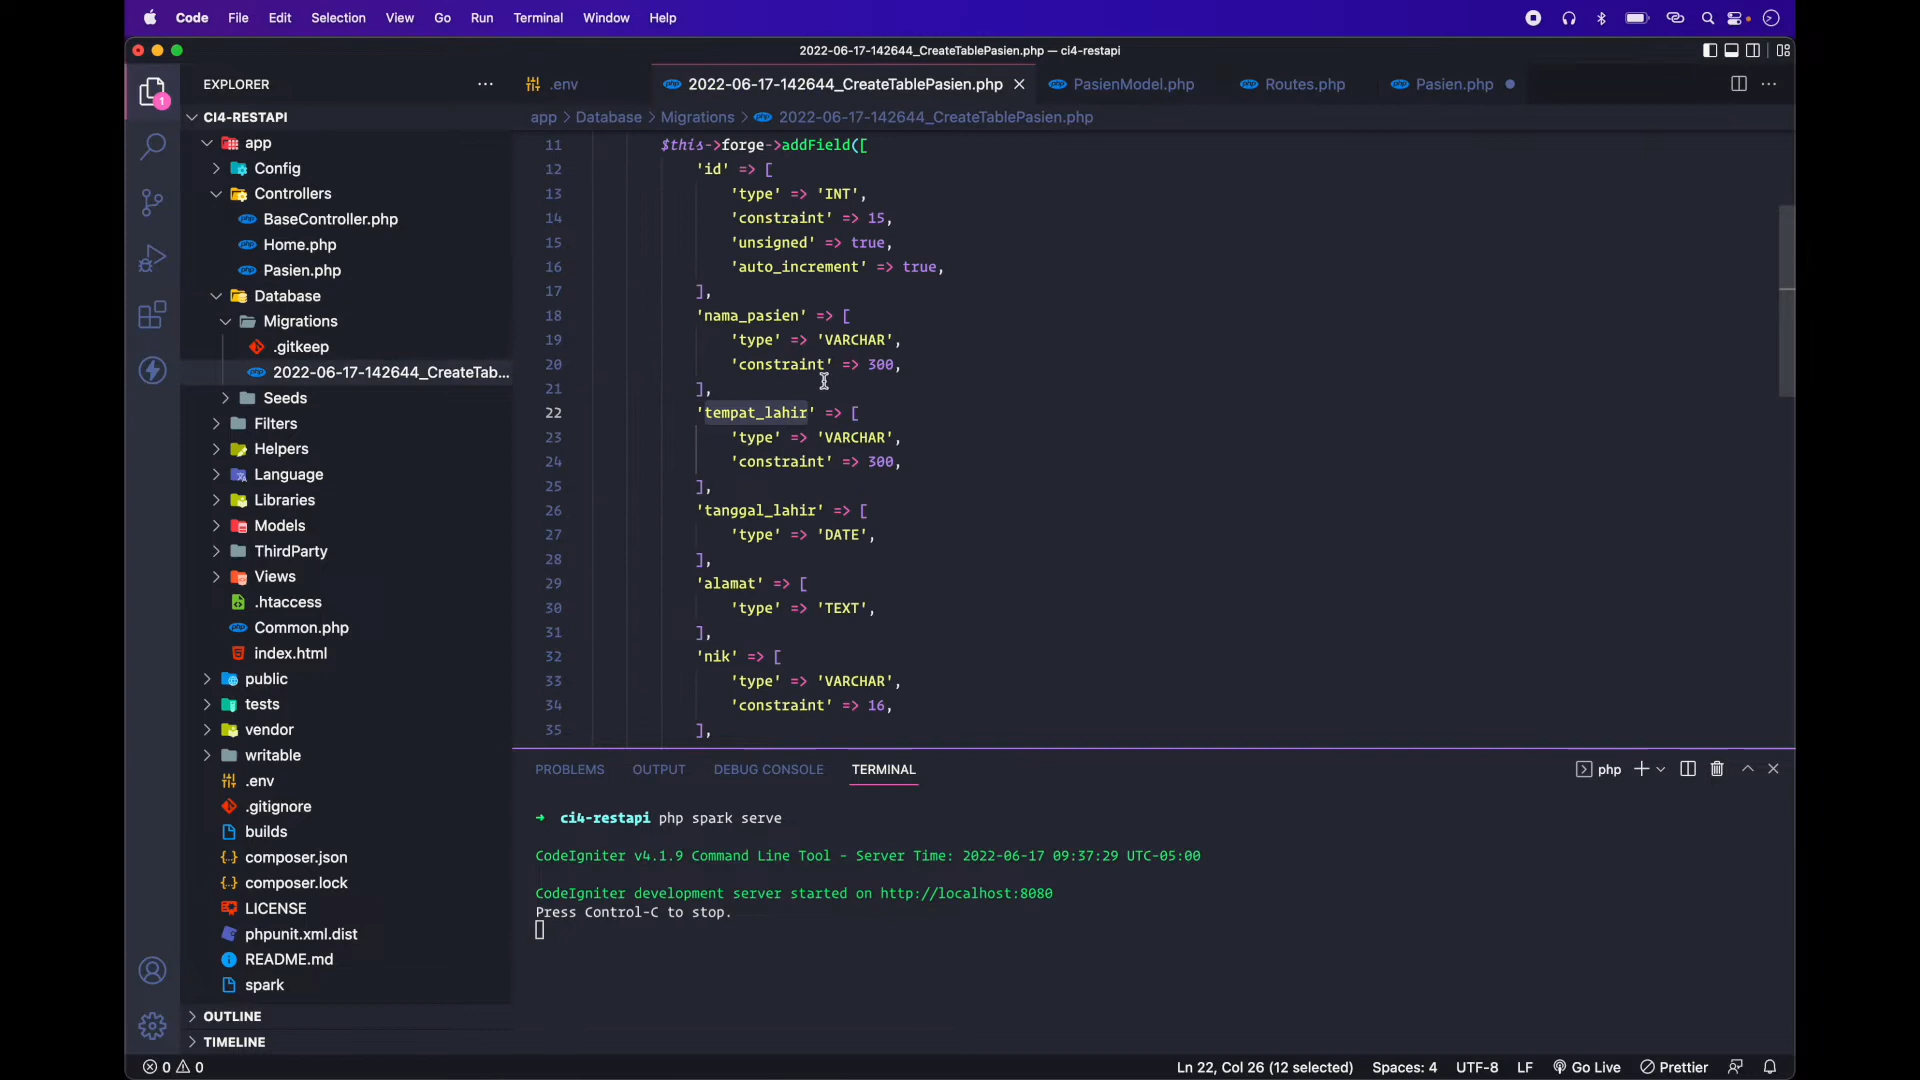 Code File Edit Selection View Go Run Terminal Window Help
2022-06-17-142644_CreateTablePasien.php — ci4-restapi
EXPLORER
.env 2022-06-17-142644_CreateTablePasien.php PasienModel.php Routes.php Pasien.php
app > Database > Migrations > 2022-06-17-142644_CreateTablePasien.php
CI4-RESTAPI
app
Config
Controllers
BaseController.php
Home.php
Pasien.php
Database
Migrations
.gitkeep
2022-06-17-142644_CreateTab...
Seeds
Filters
Helpers
Language
Libraries
Models
ThirdParty
Views
.htaccess
Common.php
index.html
public
tests
vendor
writable
.env
.gitignore
builds
composer.json
composer.lock
LICENSE
phpunit.xml.dist
README.md
spark
OUTLINE
TIMELINE
1
11 $this->forge->addField([
12 'id' => [
13 'type' => 'INT',
14 'constraint' => 15,
15 'unsigned' => true,
16 'auto_increment' => true,
17 ],
18 'nama_pasien' => [
19 'type' => 'VARCHAR',
20 'constraint' => 300,
21 ],
22 'tempat_lahir' => [
23 'type' => 'VARCHAR',
24 'constraint' => 300,
25 ],
26 'tanggal_lahir' => [
27 'type' => 'DATE',
28 ],
29 'alamat' => [
30 'type' => 'TEXT',
31 ],
32 'nik' => [
33 'type' => 'VARCHAR',
34 'constraint' => 16,
35 ],
PROBLEMS OUTPUT DEBUG CONSOLE TERMINAL
php
→ ci4-restapi php spark serve
CodeIgniter v4.1.9 Command Line Tool - Server Time: 2022-06-17 09:37:29 UTC-05:00
CodeIgniter development server started on http://localhost:8080
Press Control-C to stop.
0 0 Ln 22, Col 26 (12 selected) Spaces: 4 UTF-8 LF Go Live Prettier